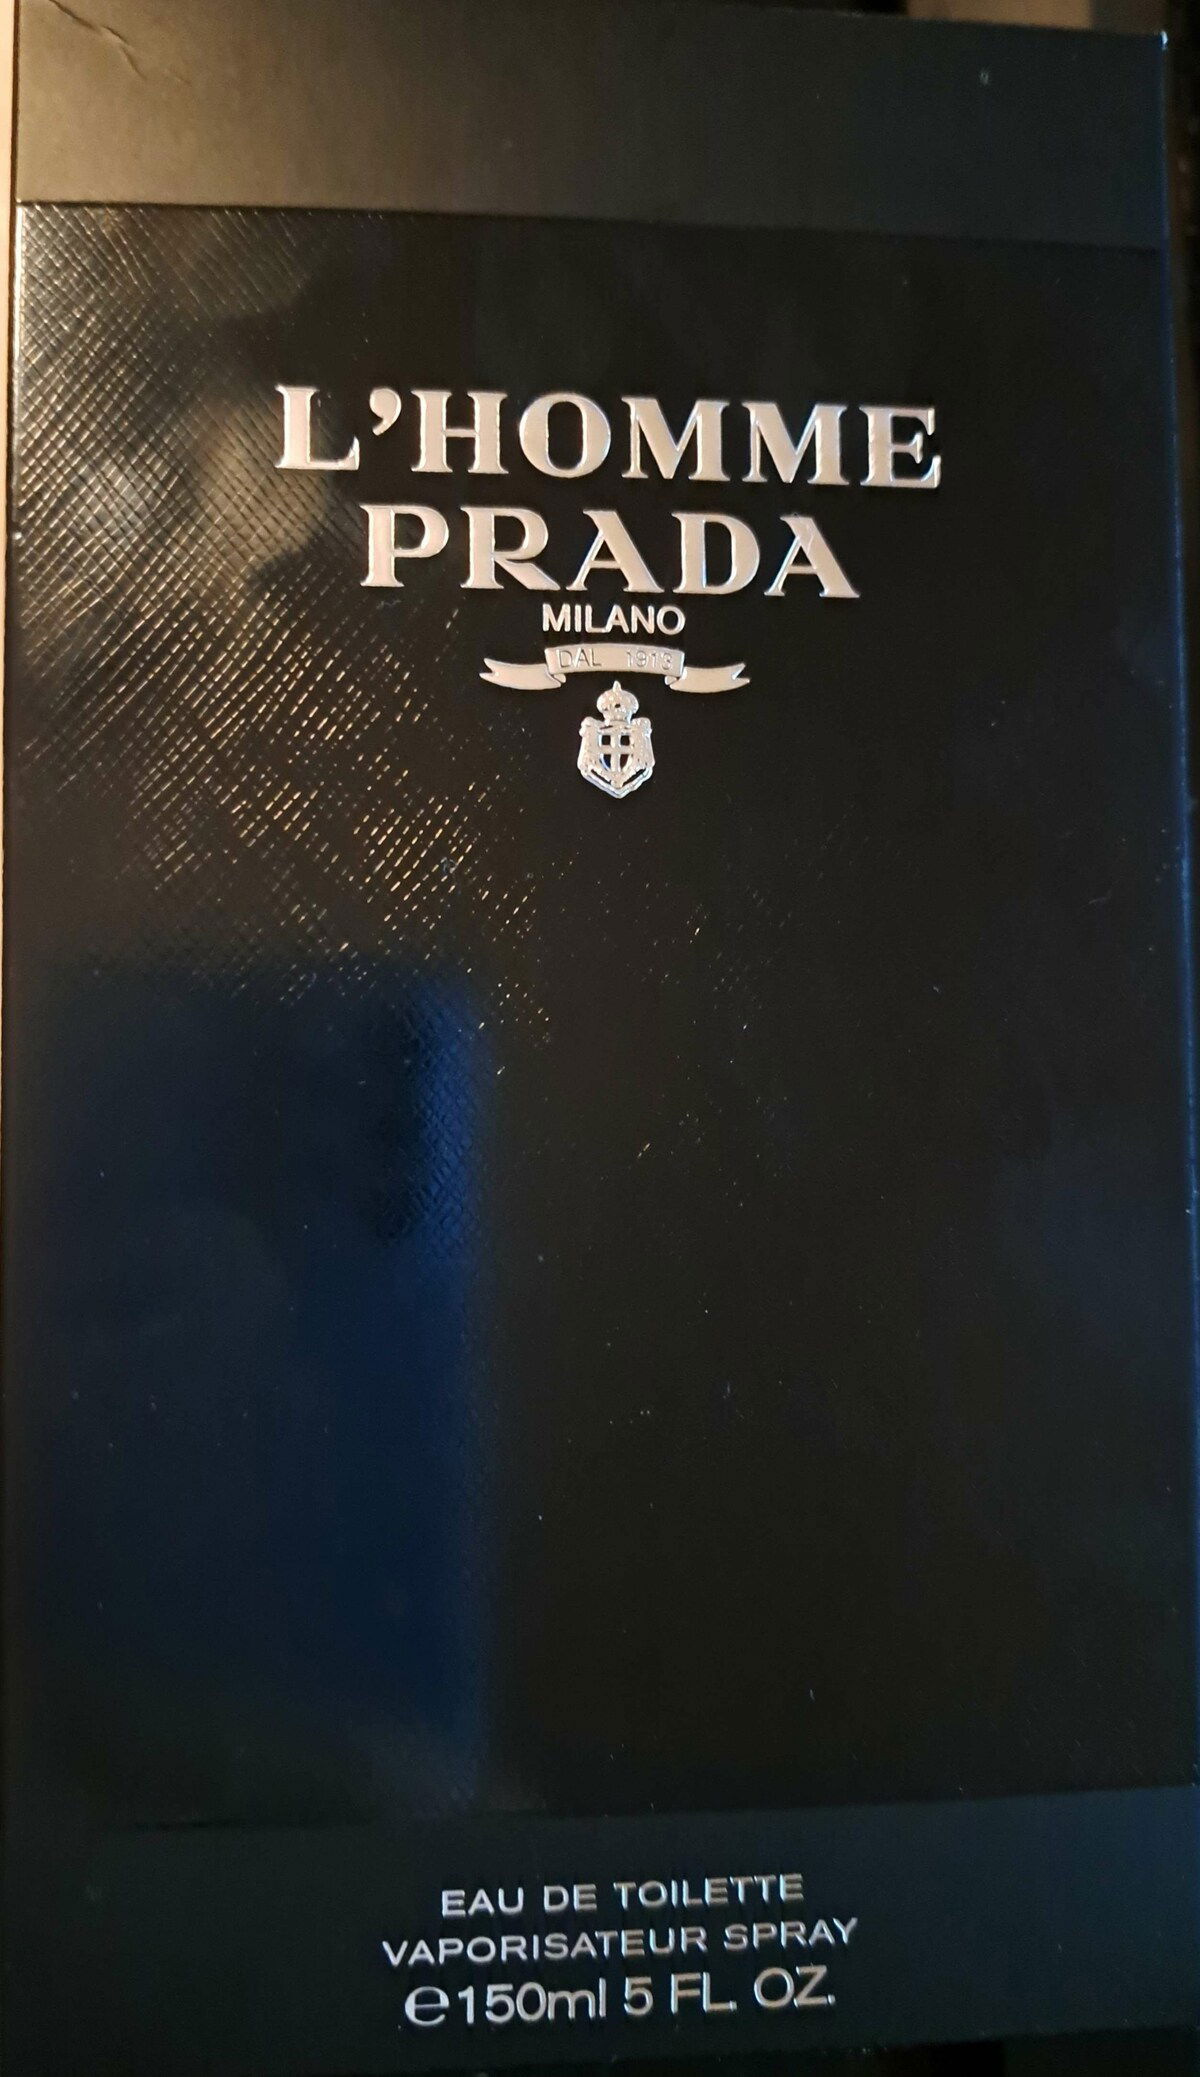 L'HOMME
PRADA
MILANO
DAL 1913
EAU DE TOILETTE
VAPORISATEUR SPRAY
℮150ml 5 FL. OZ.